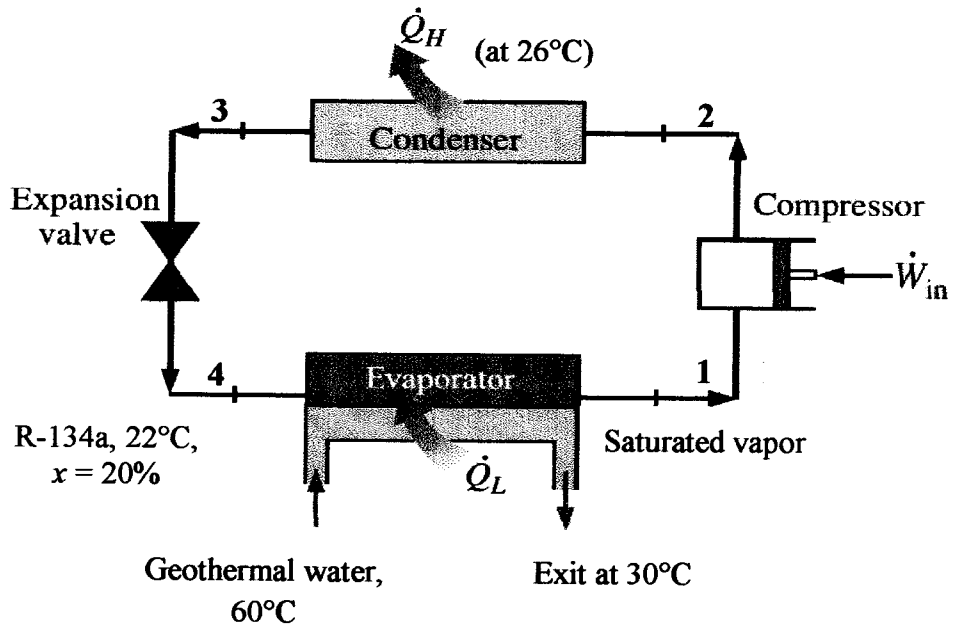 Q̇H (at 26°C)
3
2
Condenser
Expansion
valve
Compressor
Ẇin
4
Evaporator
1
R-134a, 22°C,
x = 20%
Saturated vapor
Q̇L
Geothermal water,
60°C
Exit at 30°C